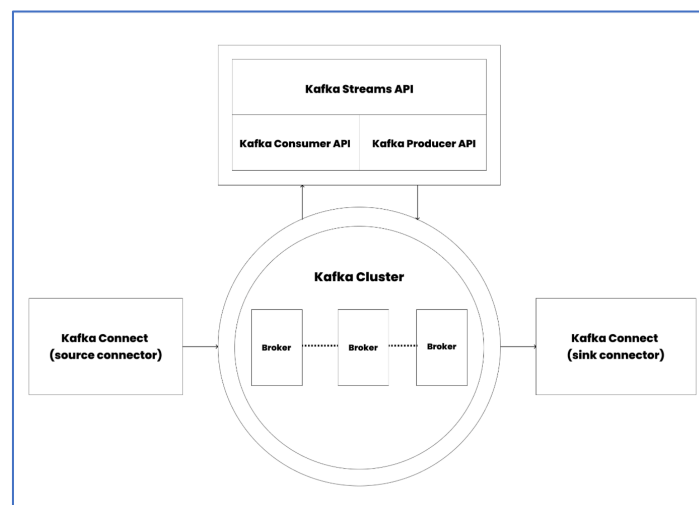 Kafka Streams API
Kafka Consumer API
Kafka Producer API
Kafka Cluster
Kafka Connect
(source connector)
Broker
Broker
Broker
Kafka Connect
(sink connector)